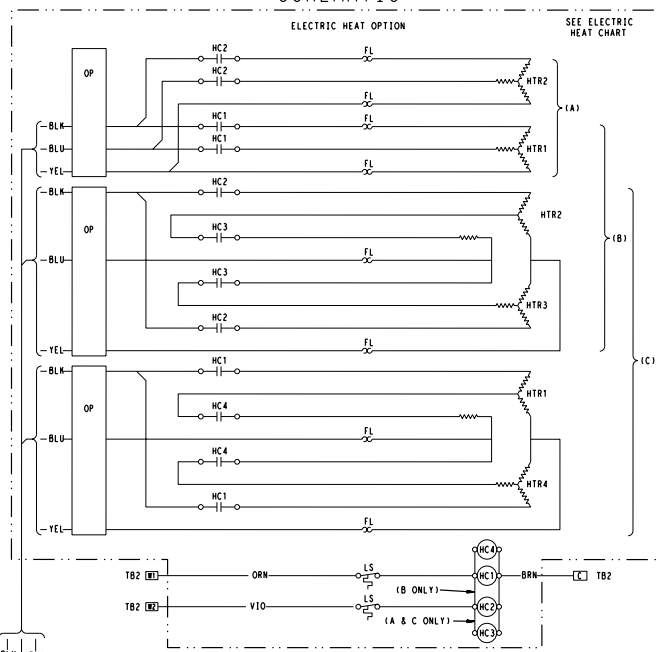 ELECTRIC HEAT OPTION
SEE ELECTRIC
HEAT CHART
HC2
FL
OP
HC2
HTR2
FL
(A)
BLK
HC1
FL
BLU
HC1
HTR1
YEL
FL
BLK
HC2
OP
HTR2
HC3
(B)
BLU
FL
HC3
HTR3
HC2
YEL
FL
(C)
BLK
HC1
OP
HTR1
HC4
BLU
FL
HC4
HTR4
HC1
YEL
FL
HC4
TB2 W1
ORN
LS
HC1
BRN
C TB2
(B ONLY)
TB2 W2
VIO
LS
HC2
(A & C ONLY)
HC3